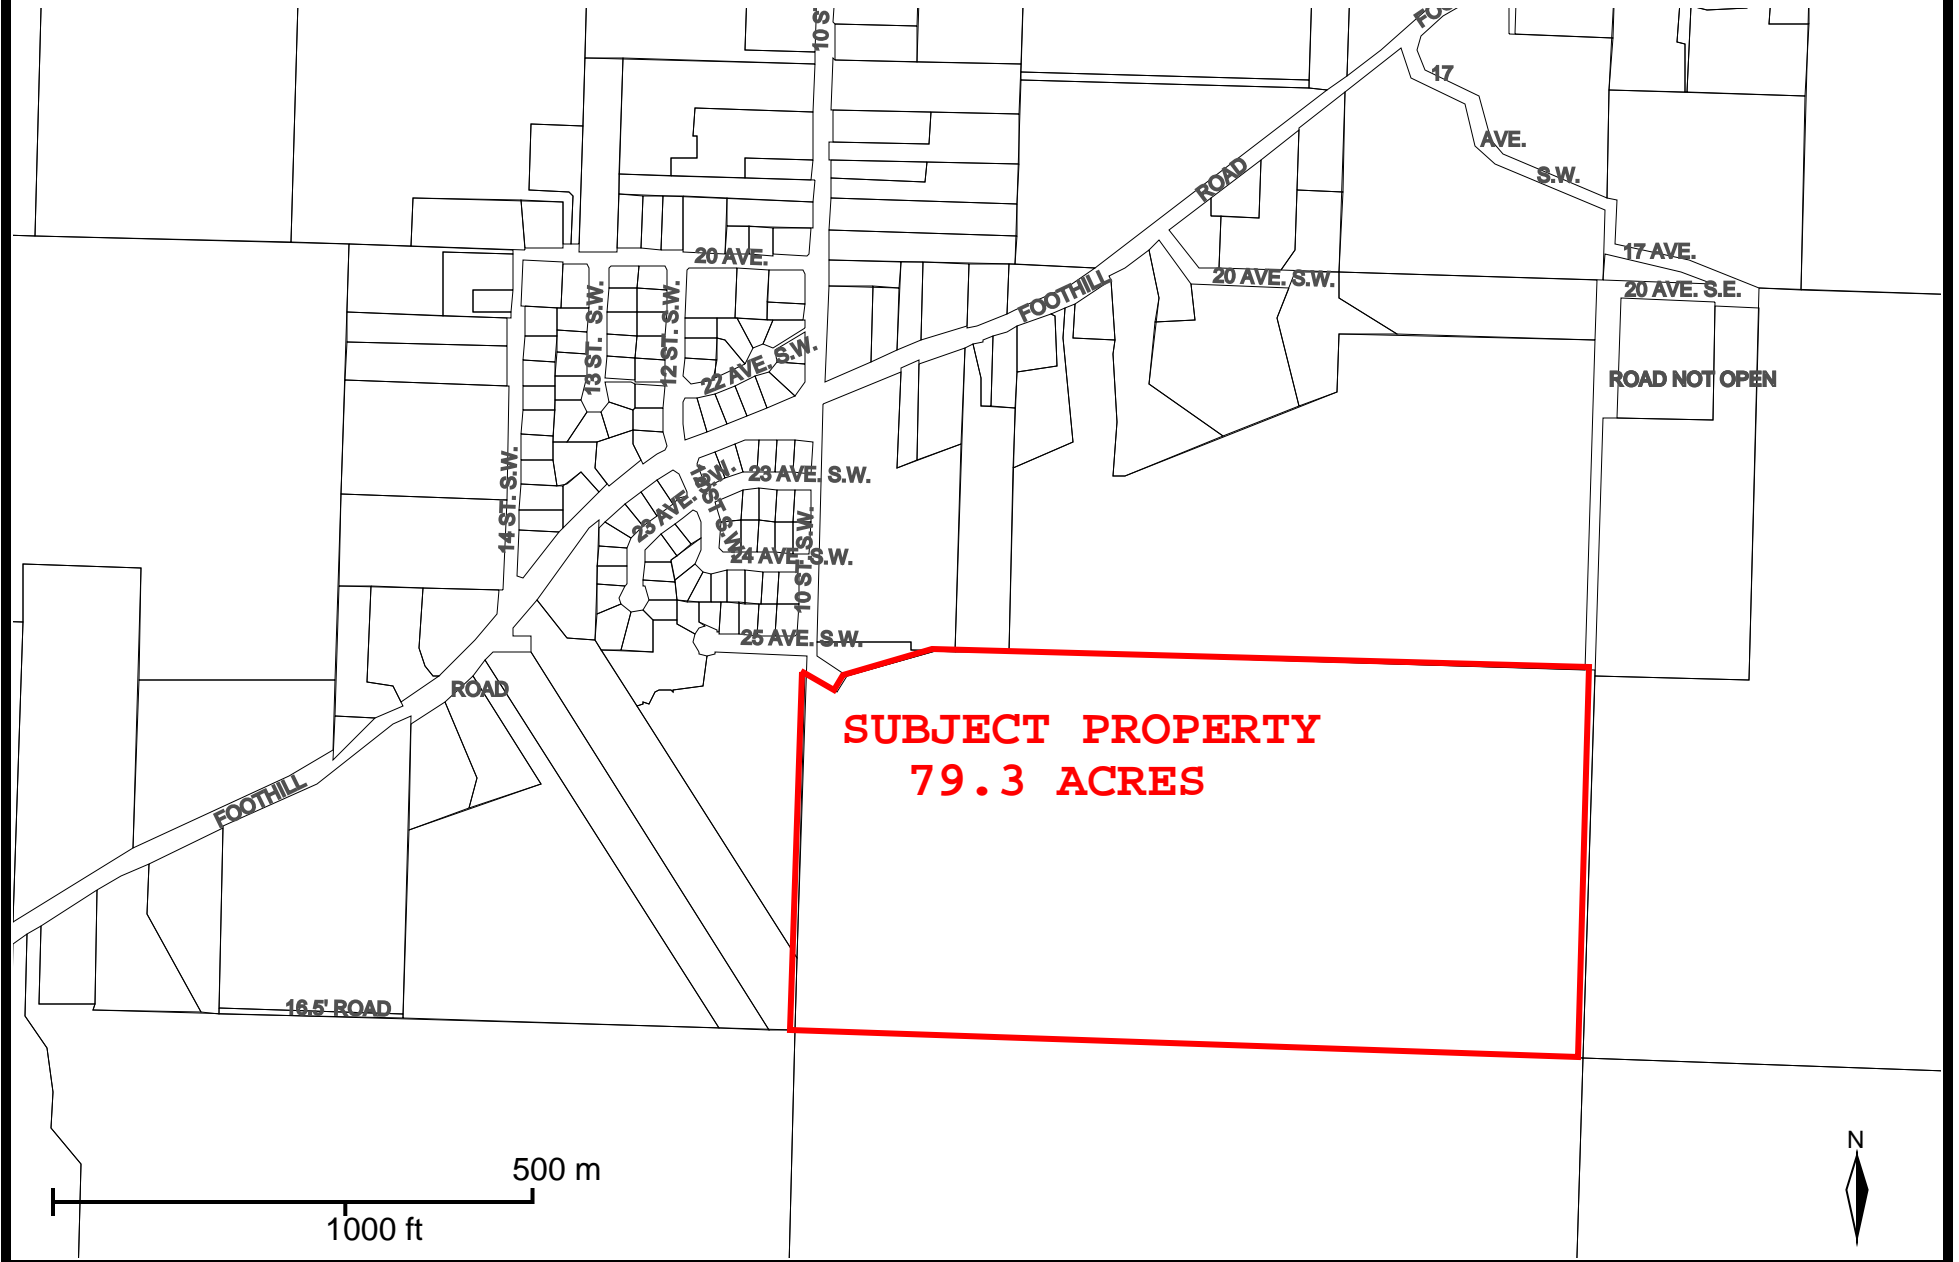 10 S
FO
17
AVE.
S.W.
ROAD
17 AVE.
20 AVE.
20 AVE. S.W.
20 AVE. S.E.
FOOTHILL
13 ST. S.W.
12 ST. S.W.
22 AVE. S.W.
ROAD NOT OPEN
14 ST. S.W.
23 AVE. S.W.
23 AVE. S.W.
ST S.W.
24 AVE. S.W.
10 ST. S.W.
25 AVE. S.W.
ROAD
SUBJECT PROPERTY
79.3 ACRES
FOOTHILL
16.5' ROAD
500 m
1000 ft
N